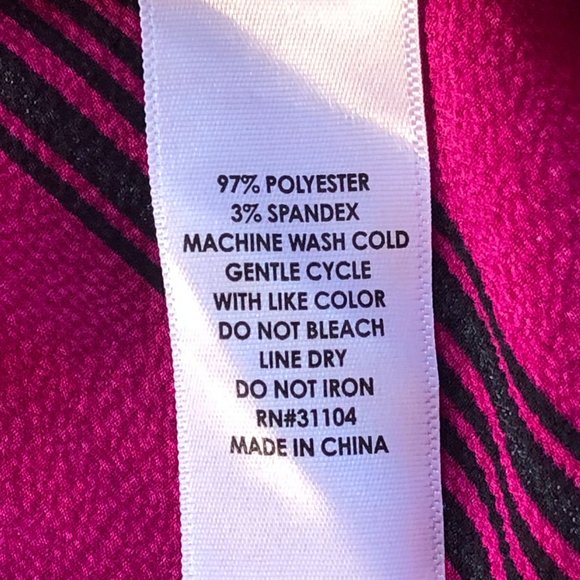 97% POLYESTER
3% SPANDEX
MACHINE WASH COLD
GENTLE CYCLE
WITH LIKE COLOR
DO NOT BLEACH
LINE DRY
DO NOT IRON
RN#31104
MADE IN CHINA